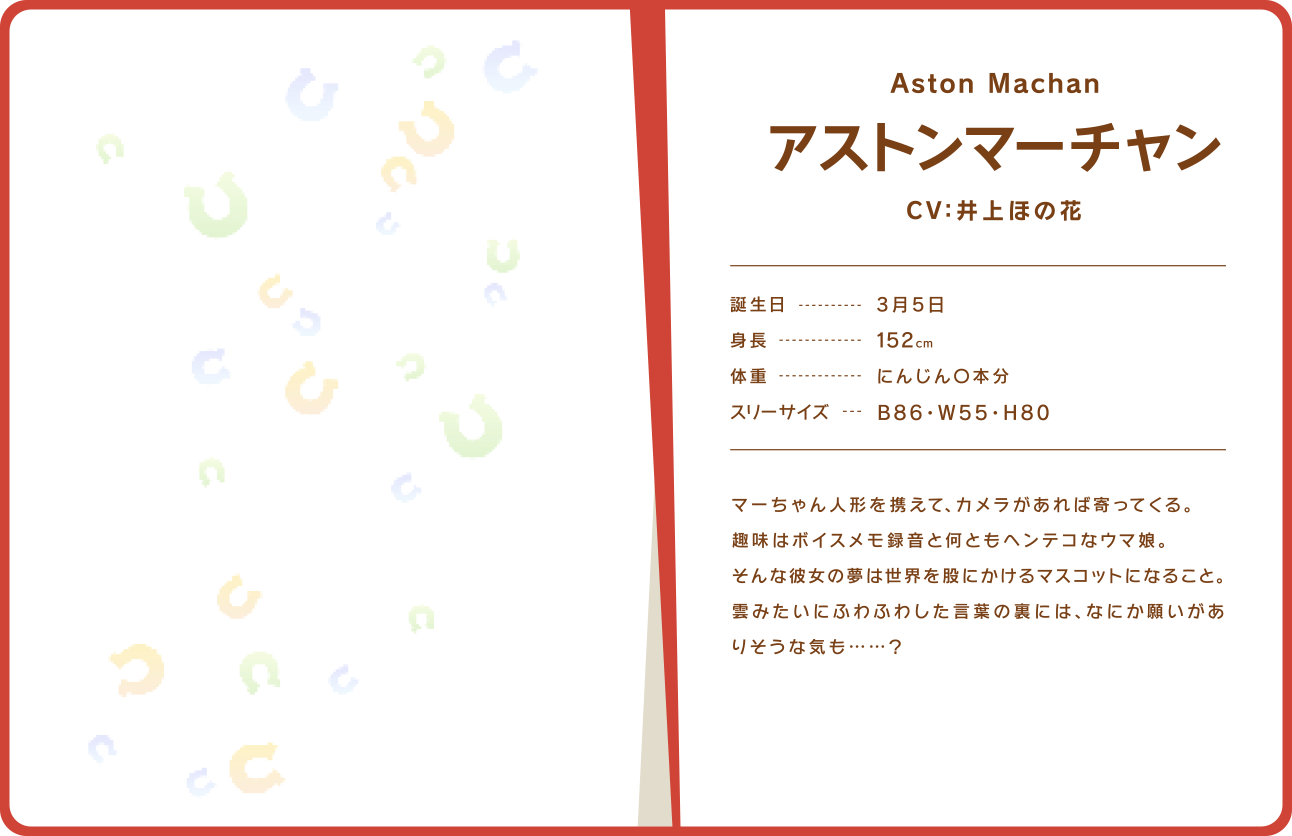 Aston Machan
アストンマーチャン
CV:井上ほの花
誕生日 ---------- 3月5日
身長 ------------- 152cm
体重 ------------- にんじん〇本分
スリーサイズ --- B86・W55・H80
マーちゃん人形を携えて、カメラがあれば寄ってくる。
趣味はボイスメモ録音と何ともヘンテコなウマ娘。
そんな彼女の夢は世界を股にかけるマスコットになること。
雲みたいにふわふわした言葉の裏には、なにか願いがあ
りそうな気も……？